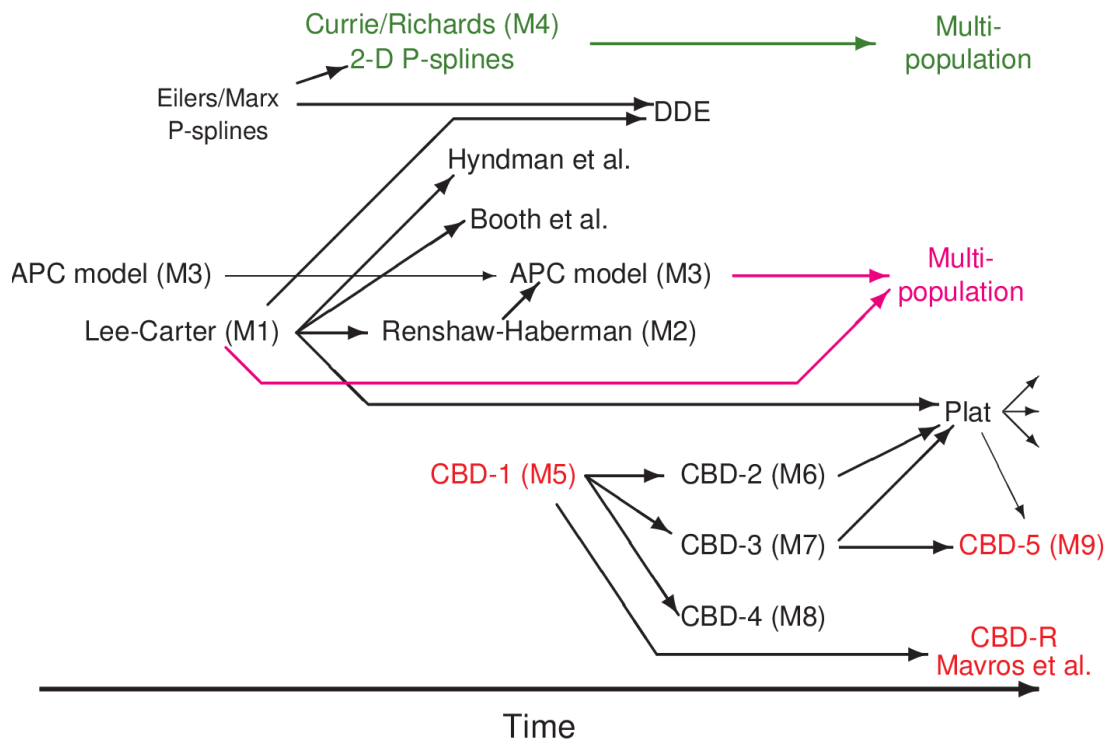 Currie/Richards (M4)
2-D P-splines
Multi-
population
Eilers/Marx
P-splines
DDE
Hyndman et al.
Booth et al.
APC model (M3)
APC model (M3)
Multi-
population
Lee-Carter (M1)
Renshaw-Haberman (M2)
Plat
CBD-1 (M5)
CBD-2 (M6)
CBD-3 (M7)
CBD-5 (M9)
CBD-4 (M8)
CBD-R
Mavros et al.
Time